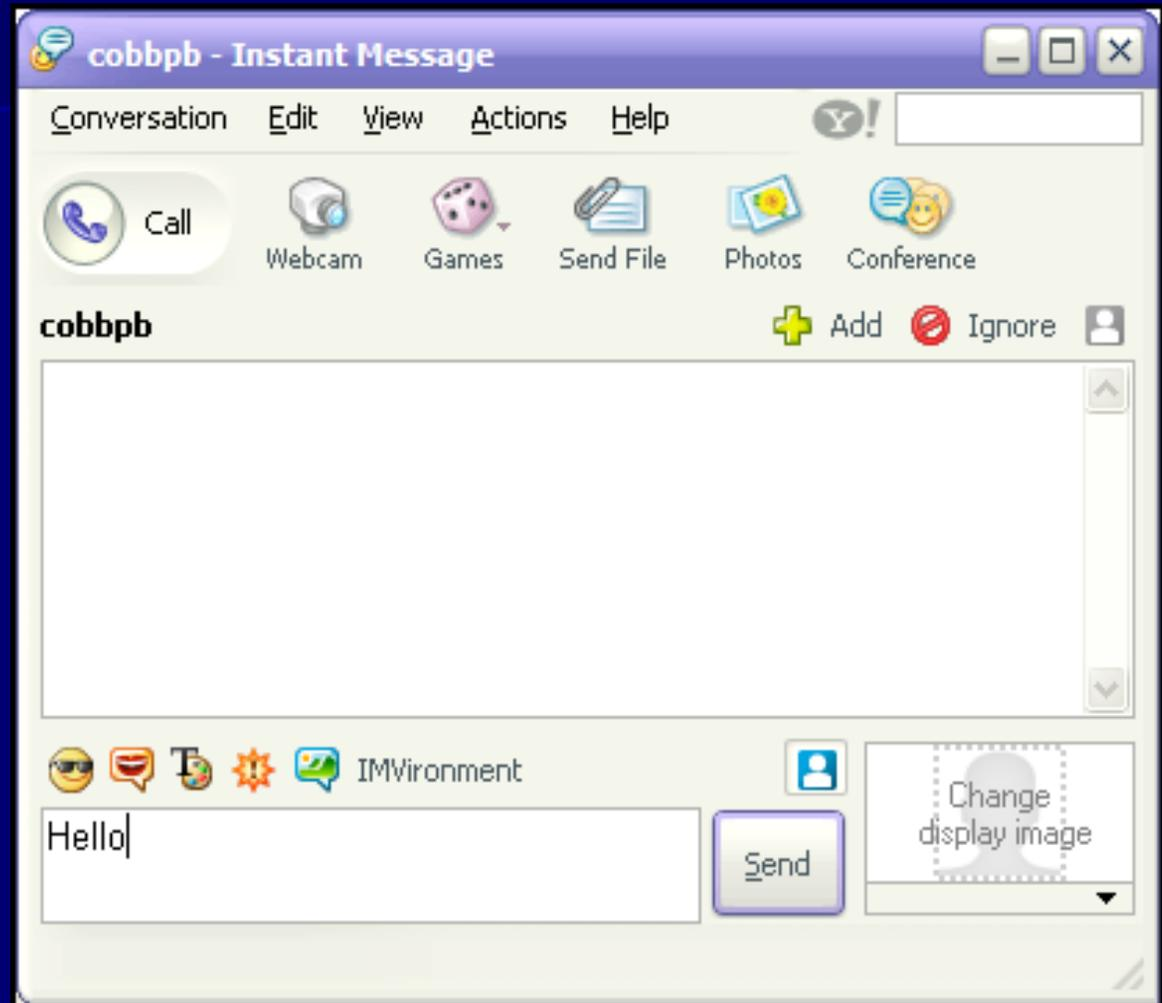 cobbpb - Instant Message
Conversation Edit View Actions Help Y!
Call Webcam Games Send File Photos Conference
cobbpb Add Ignore
IMVironment
Change
display image
Hello
Send